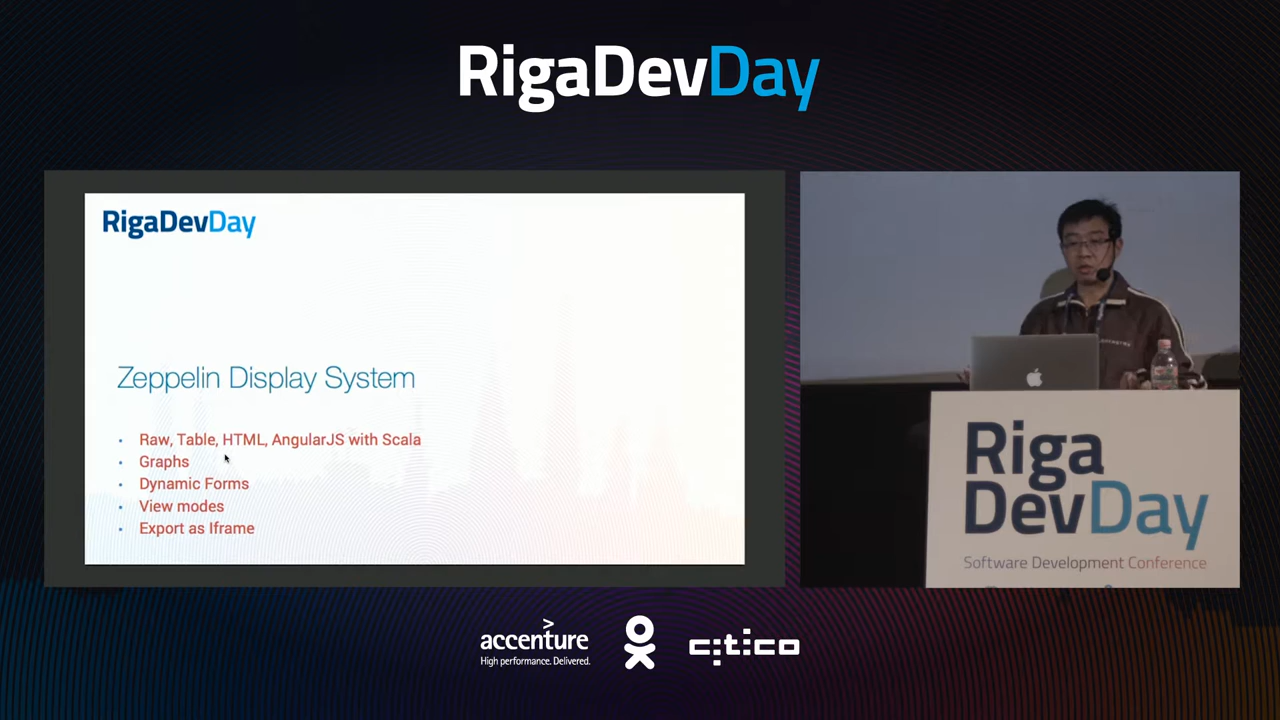 RigaDevDay
RigaDevDay
Zeppelin Display System
• Raw, Table, HTML, AngularJS with Scala
• Graphs
• Dynamic Forms
• View modes
• Export as Iframe
Riga
DevDay
Software Development Conference
accenture
High performance. Delivered.
citico